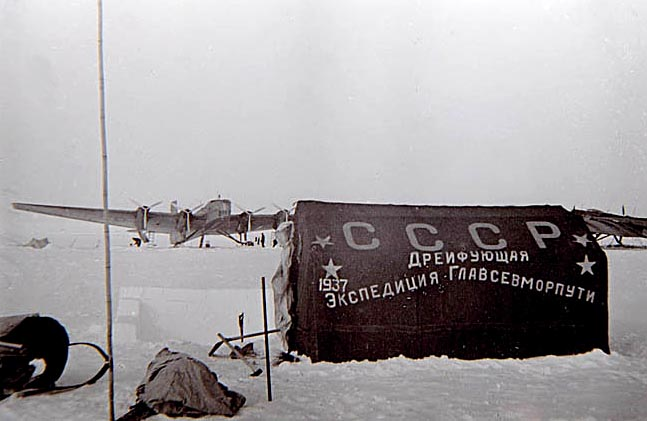 СССР
ДРЕЙФУЮЩАЯ
1937 ЭКСПЕДИЦИЯ·ГЛАВСЕВМОРПУТИ